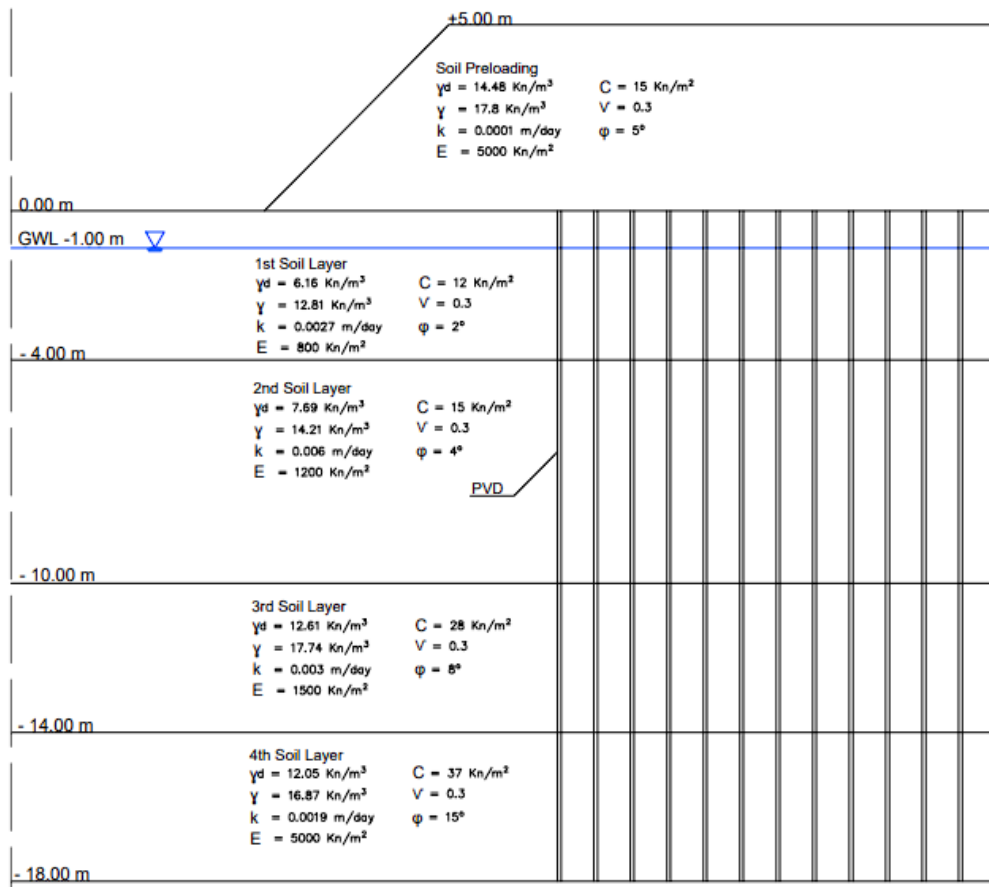 +5.00 m
Soil Preloading
γd = 14.48 Kn/m³ C = 15 Kn/m²
γ = 17.8 Kn/m³ V = 0.3
k = 0.0001 m/day φ = 5°
E = 5000 Kn/m²
0.00 m
GWL -1.00 m
1st Soil Layer
γd = 6.16 Kn/m³ C = 12 Kn/m²
γ = 12.81 Kn/m³ V = 0.3
k = 0.0027 m/day φ = 2°
E = 800 Kn/m²
- 4.00 m
2nd Soil Layer
γd = 7.69 Kn/m³ C = 15 Kn/m²
γ = 14.21 Kn/m³ V = 0.3
k = 0.006 m/day φ = 4°
E = 1200 Kn/m²
PVD
- 10.00 m
3rd Soil Layer
γd = 12.61 Kn/m³ C = 28 Kn/m²
γ = 17.74 Kn/m³ V = 0.3
k = 0.003 m/day φ = 8°
E = 1500 Kn/m²
- 14.00 m
4th Soil Layer
γd = 12.05 Kn/m³ C = 37 Kn/m²
γ = 16.87 Kn/m³ V = 0.3
k = 0.0019 m/day φ = 15°
E = 5000 Kn/m²
- 18.00 m